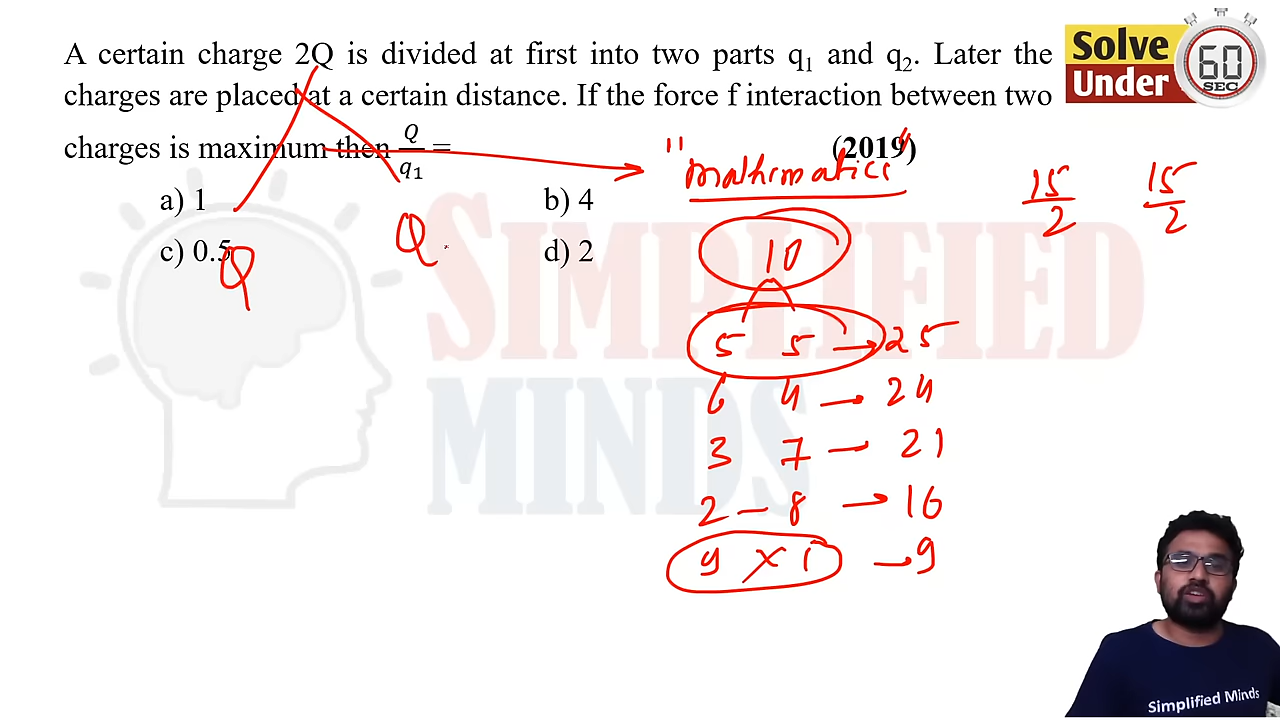 A certain charge 2Q is divided at first into two parts q₁ and q₂. Later the
charges are placed at a certain distance. If the force f interaction between two
charges is maximum then Q/q₁ = (2019)
a) 1 b) 4
c) 0.5 d) 2
Solve
Under
60
SEC
"mathematics"
15/2 15/2
Q Q
10
5 5 → 25
6 4 → 24
3 7 → 21
2 – 8 → 16
9 × 1 → 9
SIMPLIFIED
MINDS
Simplified Minds